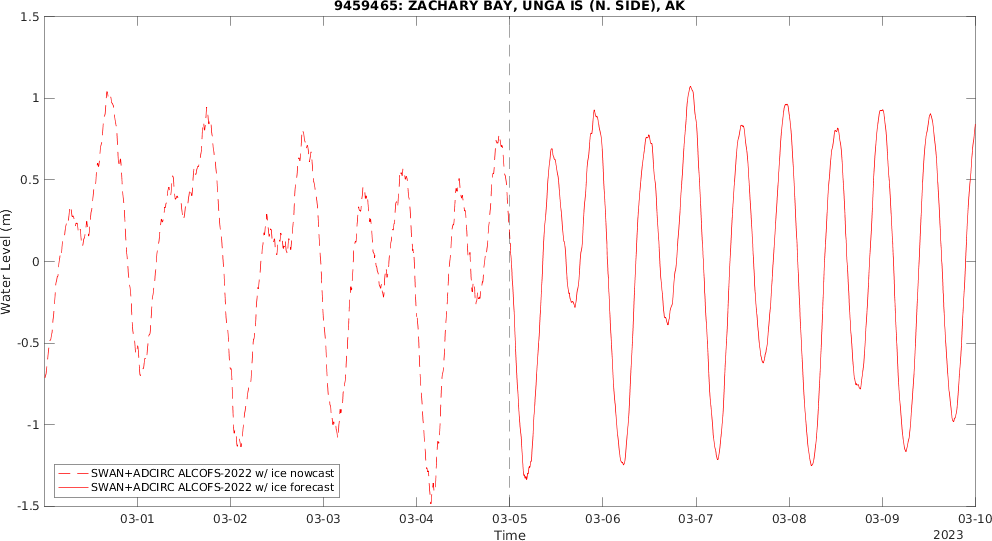 9459465: ZACHARY BAY, UNGA IS (N. SIDE), AK
Water Level (m)
1.5
1
0.5
0
-0.5
-1
-1.5
SWAN+ADCIRC ALCOFS-2022 w/ ice nowcast
SWAN+ADCIRC ALCOFS-2022 w/ ice forecast
03-01 03-02 03-03 03-04 03-05 03-06 03-07 03-08 03-09 03-10
Time
2023